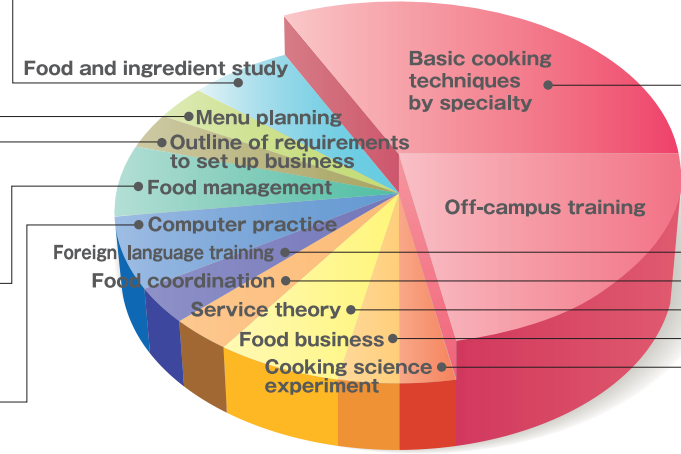 Food and ingredient study
Basic cooking
techniques
by specialty
Menu planning
Outline of requirements
to set up business
Food management
Off-campus training
Computer practice
Foreign language training
Food coordination
Service theory
Food business
Cooking science
experiment